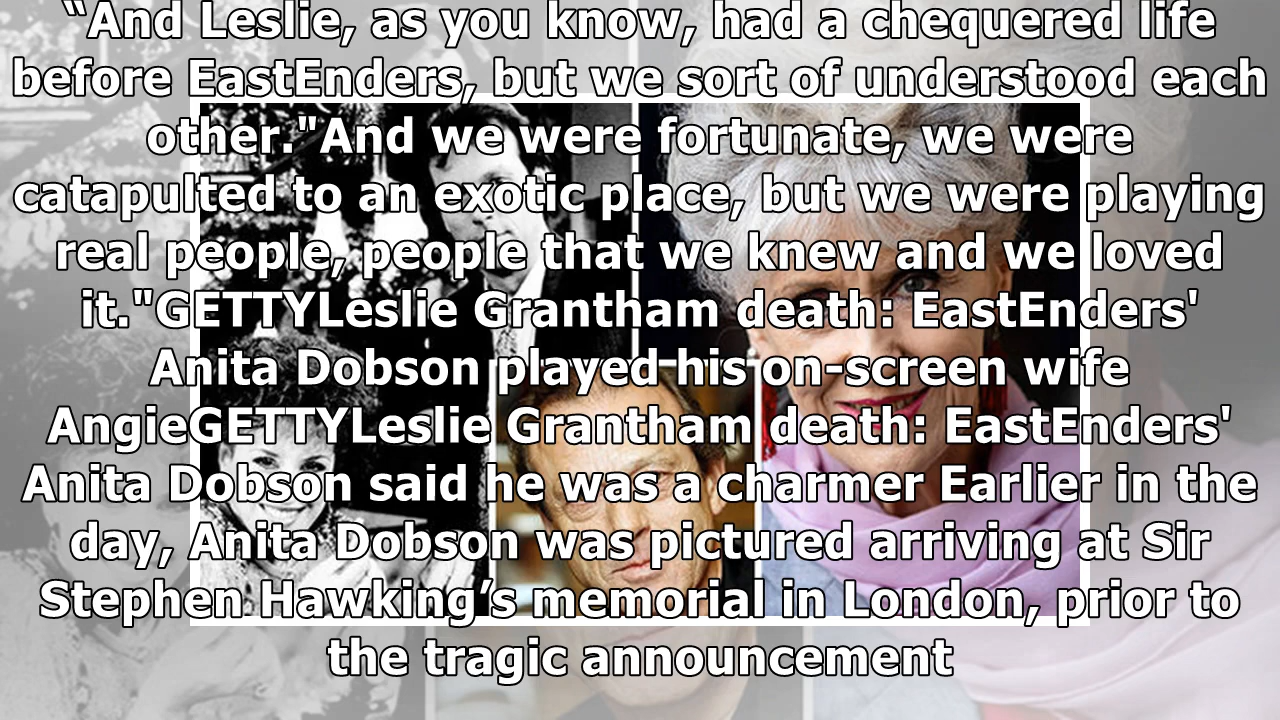 “And Leslie, as you know, had a chequered life
before EastEnders, but we sort of understood each
other."And we were fortunate, we were
catapulted to an exotic place, but we were playing
real people, people that we knew and we loved
it."GETTYLeslie Grantham death: EastEnders'
Anita Dobson played his on-screen wife
AngieGETTYLeslie Grantham death: EastEnders'
Anita Dobson said he was a charmer Earlier in the
day, Anita Dobson was pictured arriving at Sir
Stephen Hawking’s memorial in London, prior to
the tragic announcement